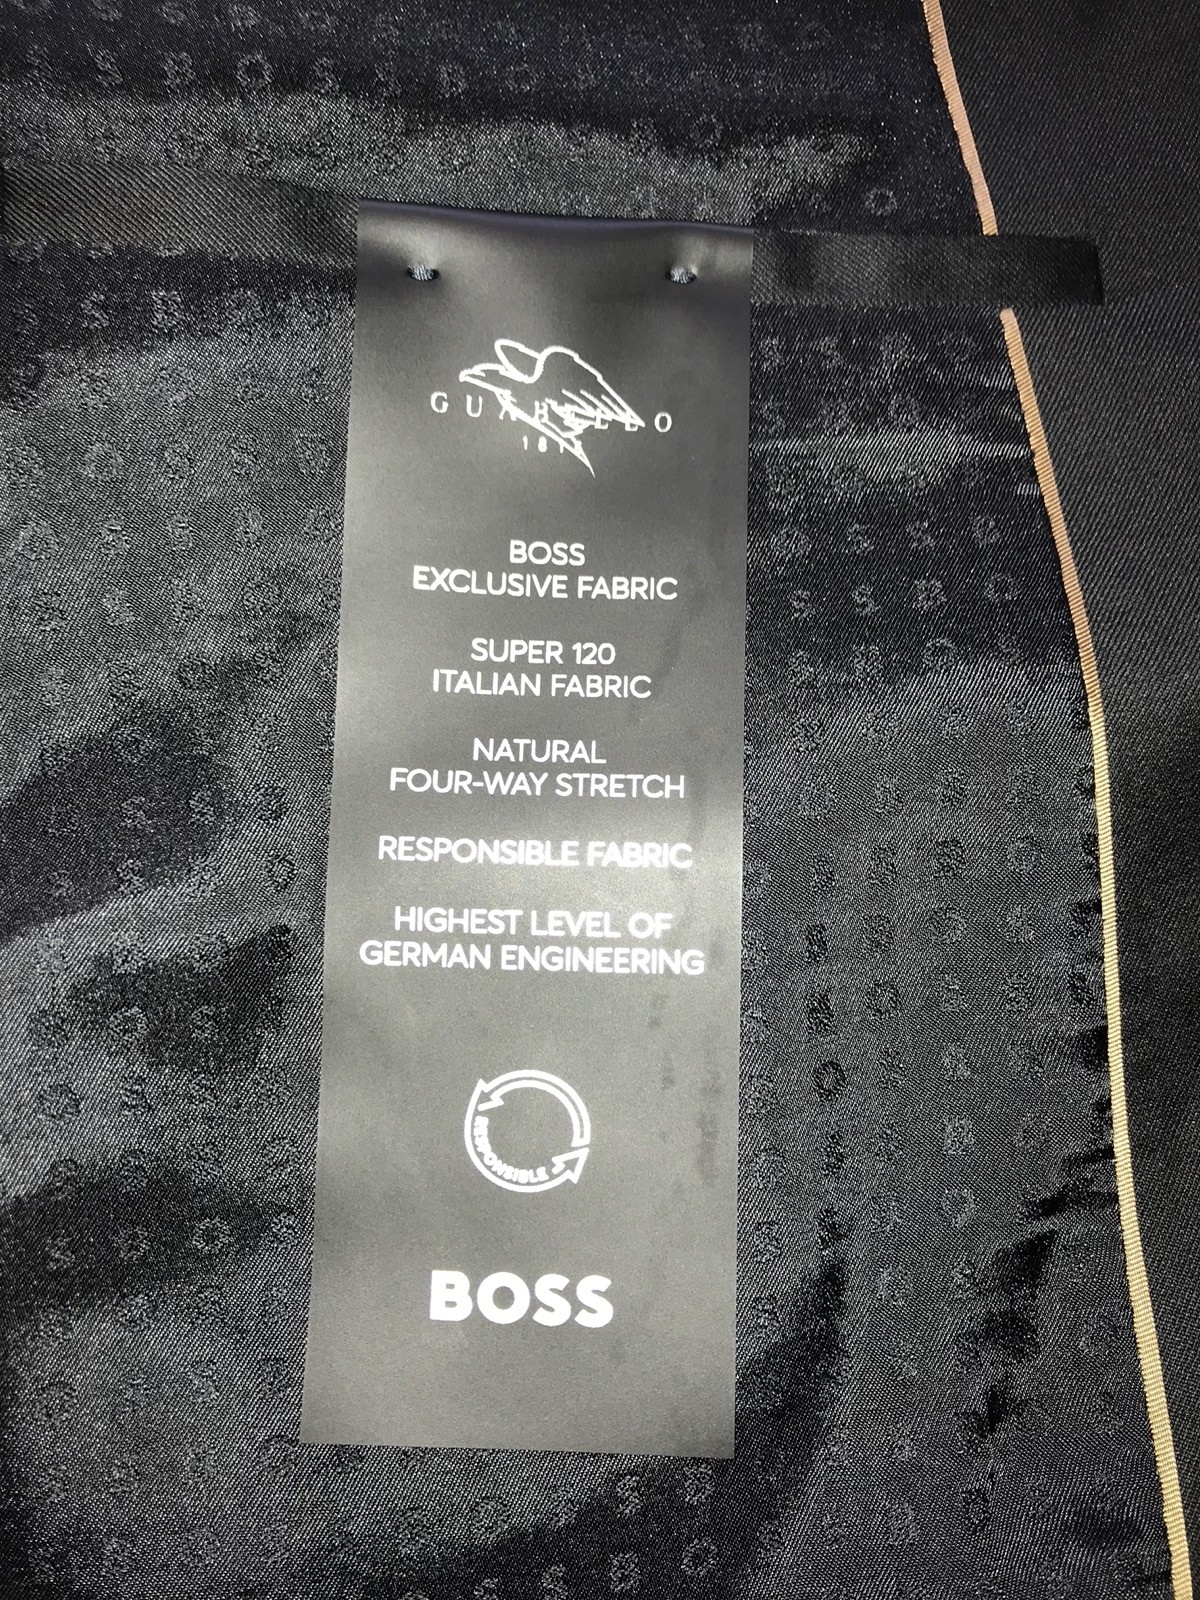 GUABELLO
BOSS
EXCLUSIVE FABRIC
SUPER 120
ITALIAN FABRIC
NATURAL
FOUR-WAY STRETCH
RESPONSIBLE FABRIC
HIGHEST LEVEL OF
GERMAN ENGINEERING
RESPONSIBLE
BOSS